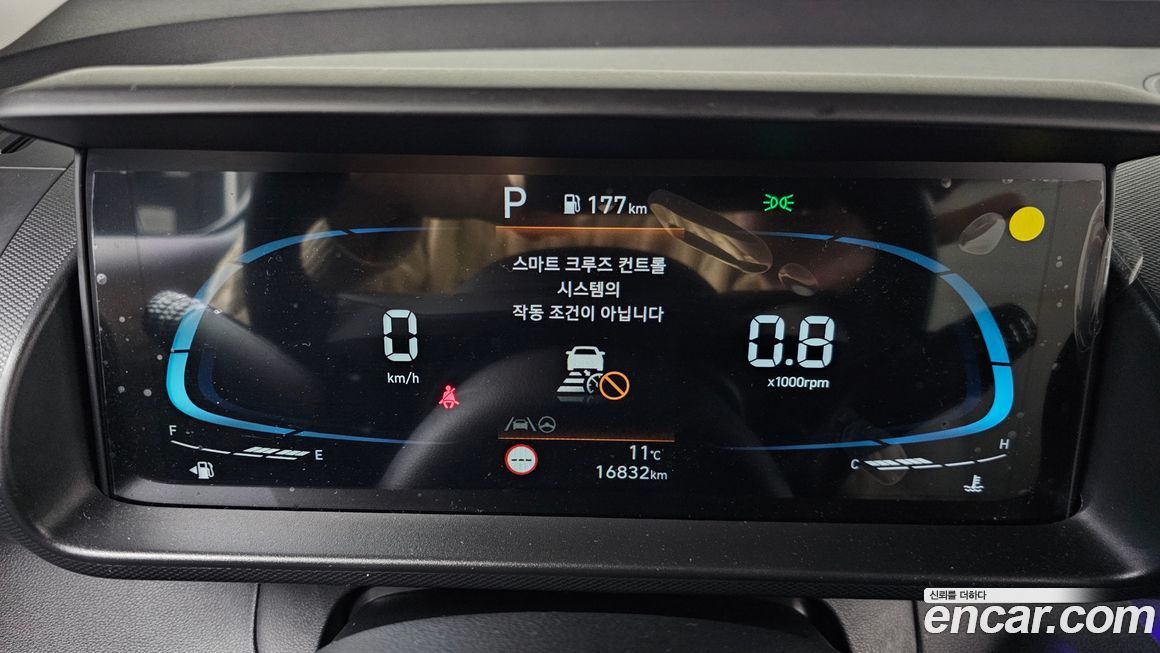 P 177km
스마트 크루즈 컨트롤
시스템의
작동 조건이 아닙니다
0
km/h
0.8
x1000rpm
F E
C H
11℃
16832km
신뢰를 더하다
encar.com